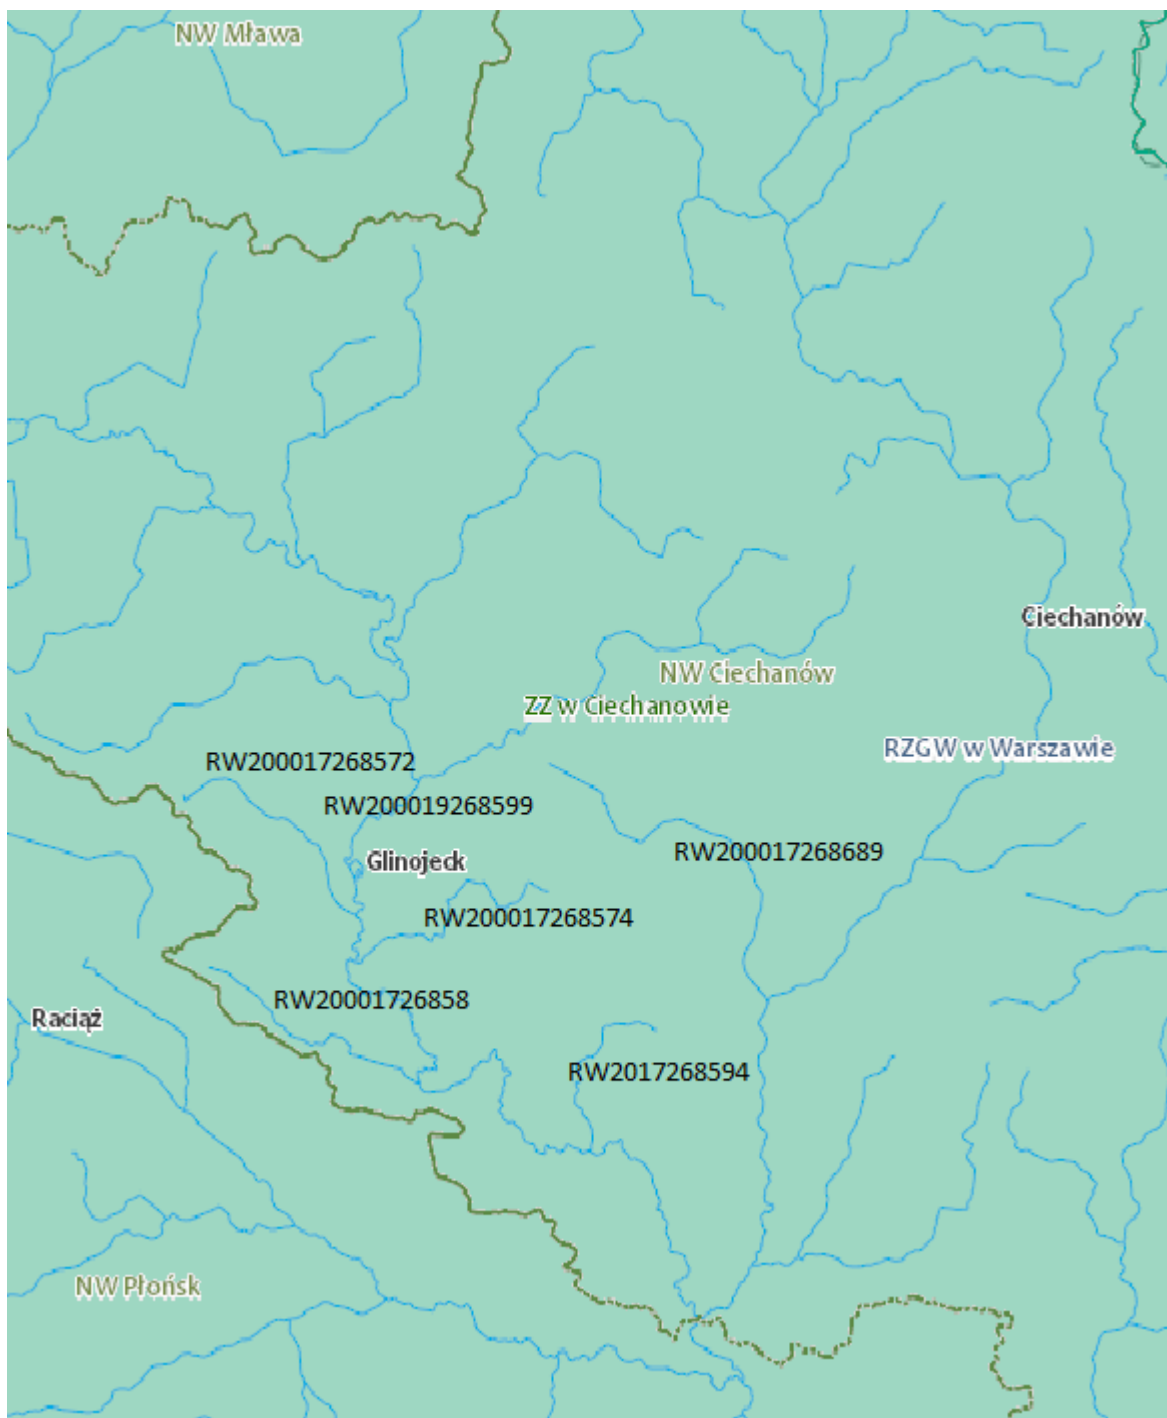 NW Mława
Ciechanów
NW Ciechanów
ZZ w Ciechanowie
RZGW w Warszawie
RW200017268572
RW200019268599
RW200017268689
Glinojeck
RW200017268574
RW20001726858
Raciąż
RW2017268594
NW Płońsk